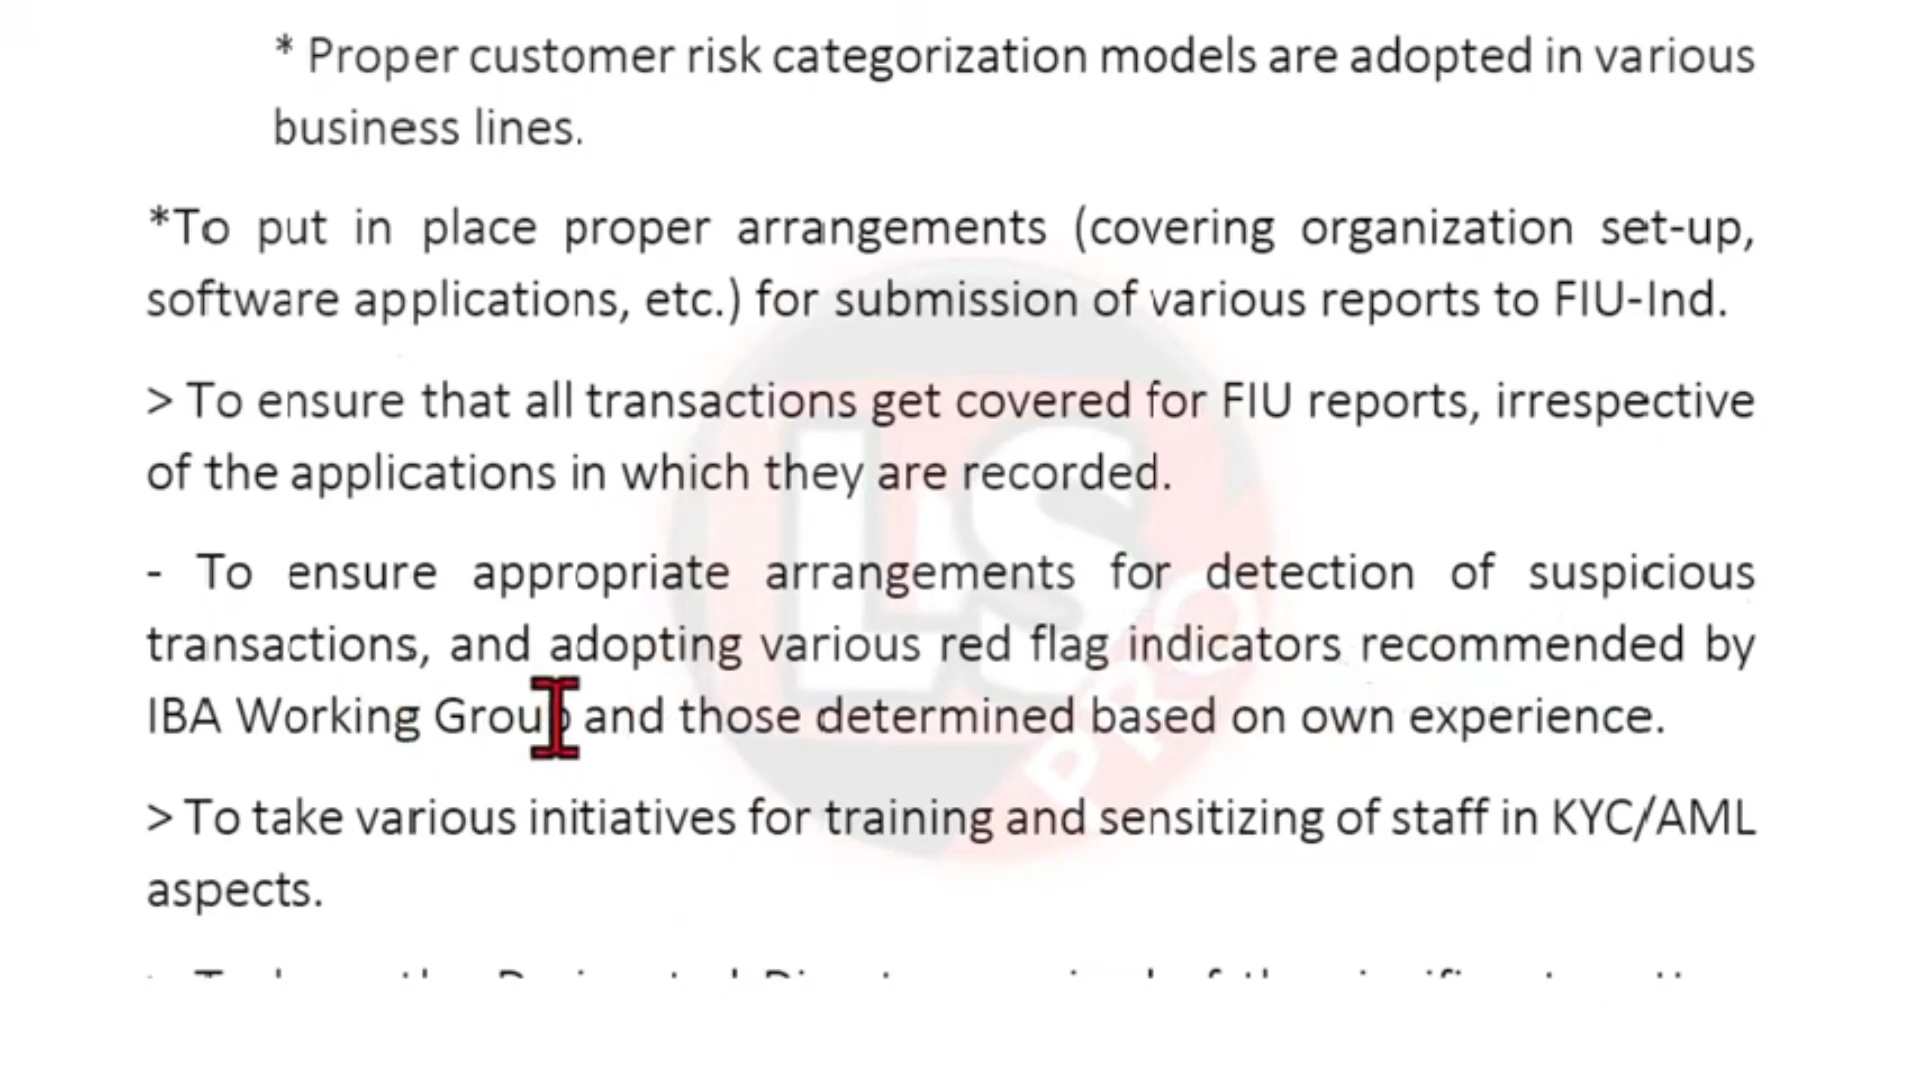 * Proper customer risk categorization models are adopted in various
business lines.
*To put in place proper arrangements (covering organization set-up,
software applications, etc.) for submission of various reports to FIU-Ind.
> To ensure that all transactions get covered for FIU reports, irrespective
of the applications in which they are recorded.
- To ensure appropriate arrangements for detection of suspicious
transactions, and adopting various red flag indicators recommended by
IBA Working Group and those determined based on own experience.
> To take various initiatives for training and sensitizing of staff in KYC/AML
aspects.
LS
PRO